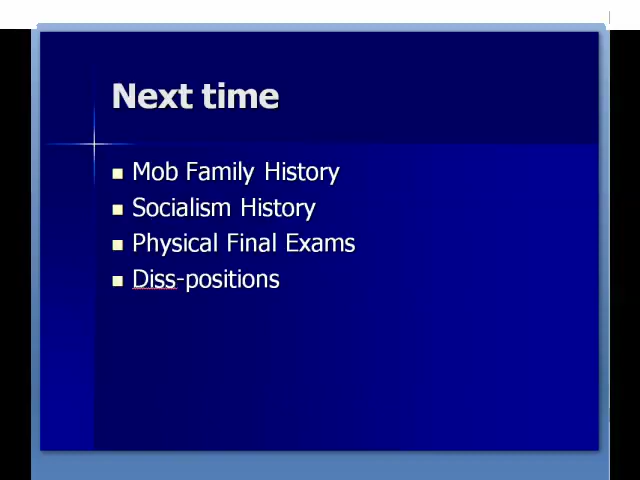 Next time
Mob Family History
Socialism History
Physical Final Exams
Diss-positions